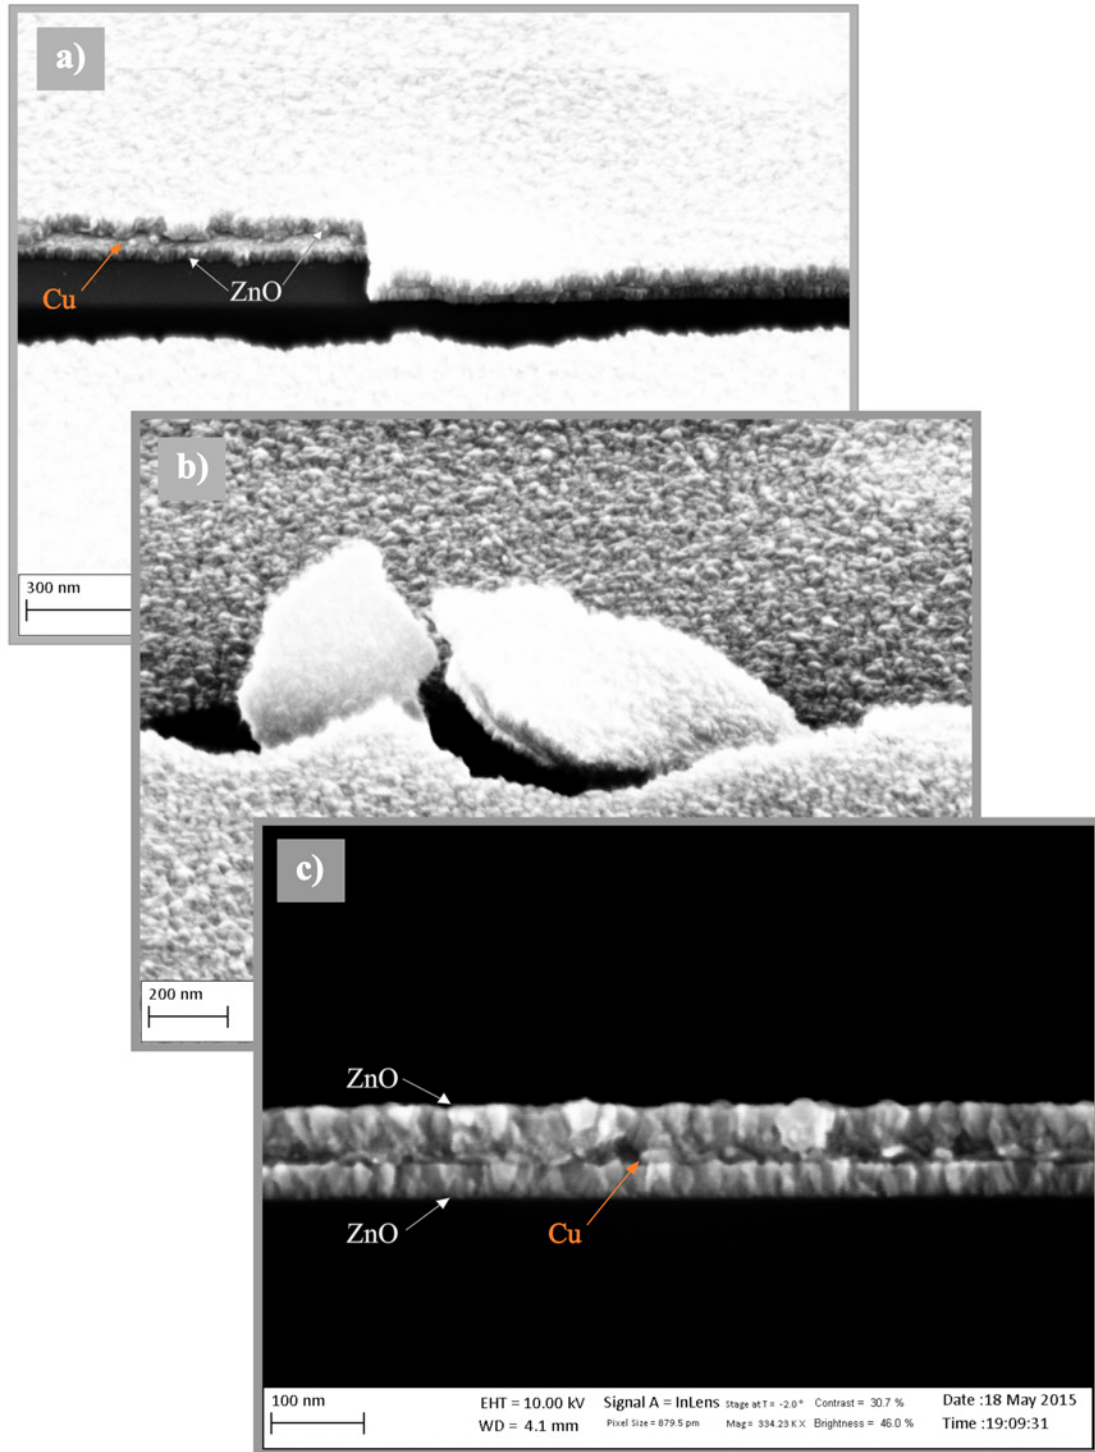 a)
Cu
ZnO
300 nm
b)
200 nm
c)
ZnO
ZnO
Cu
100 nm
EHT = 10.00 kV
WD = 4.1 mm
Signal A = InLens
Pixel Size = 879.5 pm
Stage at T = -2.0 °
Mag = 334.23 K X
Contrast = 30.7 %
Brightness = 46.0 %
Date :18 May 2015
Time :19:09:31